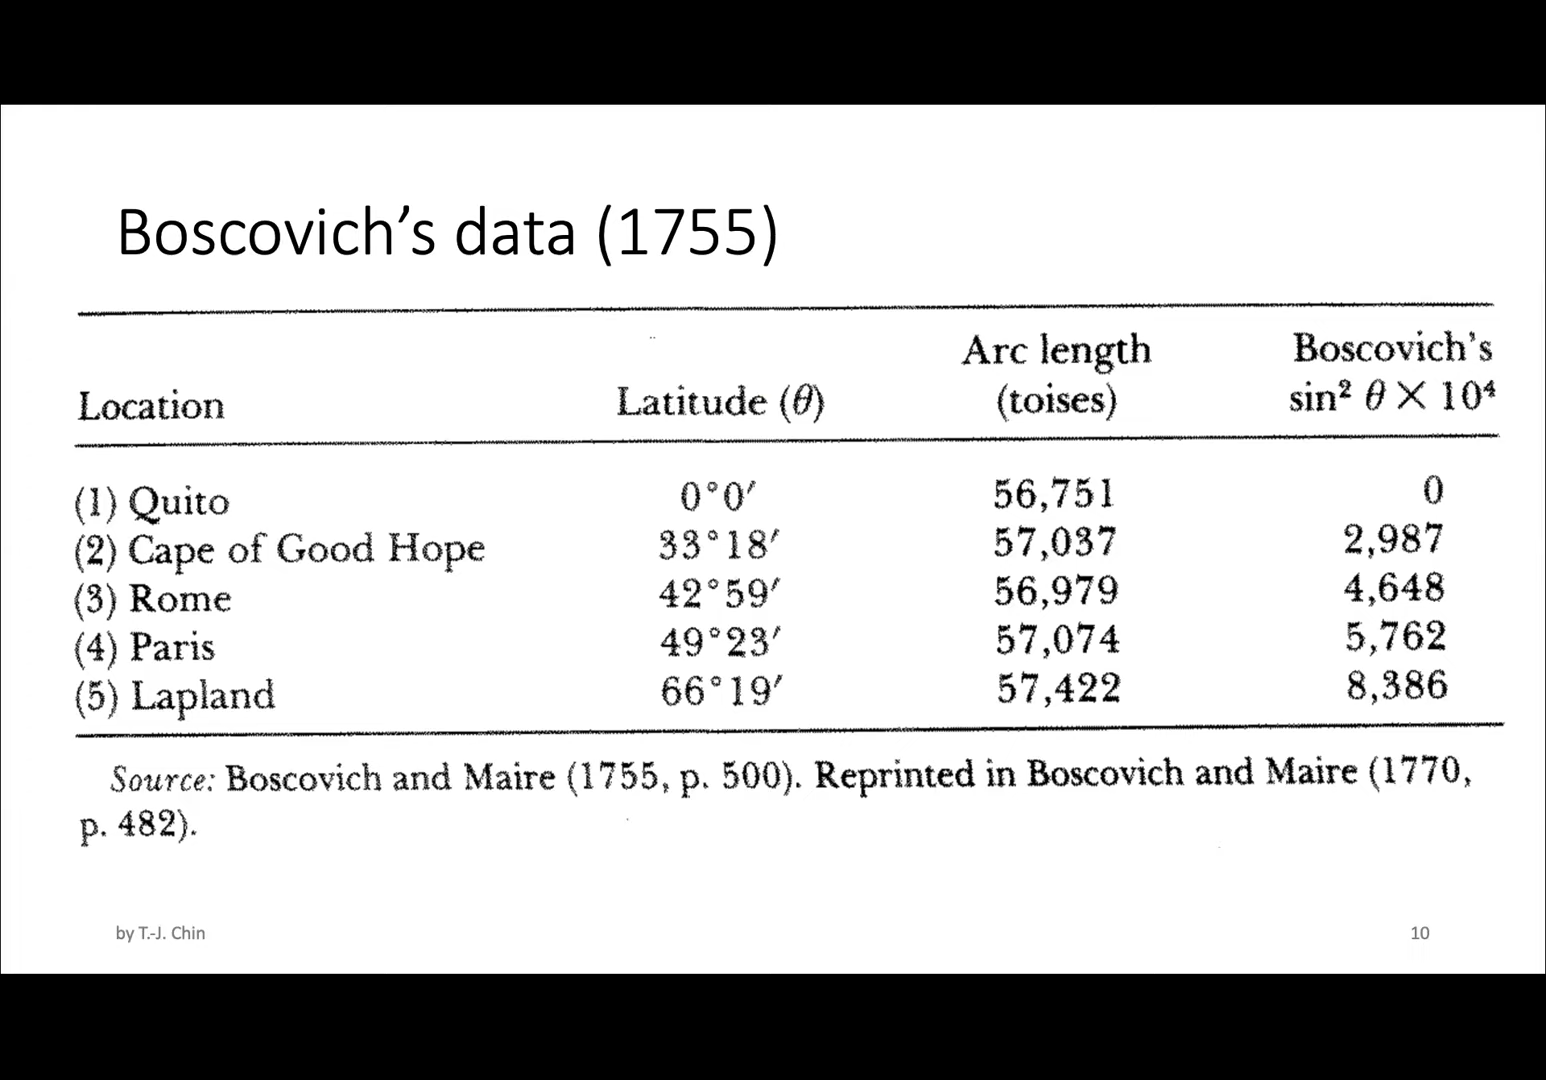 Boscovich's data (1755)
Location Latitude (θ) Arc length (toises) Boscovich's sin² θ × 10⁴
(1) Quito 0°0′ 56,751 0
(2) Cape of Good Hope 33°18′ 57,037 2,987
(3) Rome 42°59′ 56,979 4,648
(4) Paris 49°23′ 57,074 5,762
(5) Lapland 66°19′ 57,422 8,386
Source: Boscovich and Maire (1755, p. 500). Reprinted in Boscovich and Maire (1770,
p. 482).
by T.-J. Chin 10